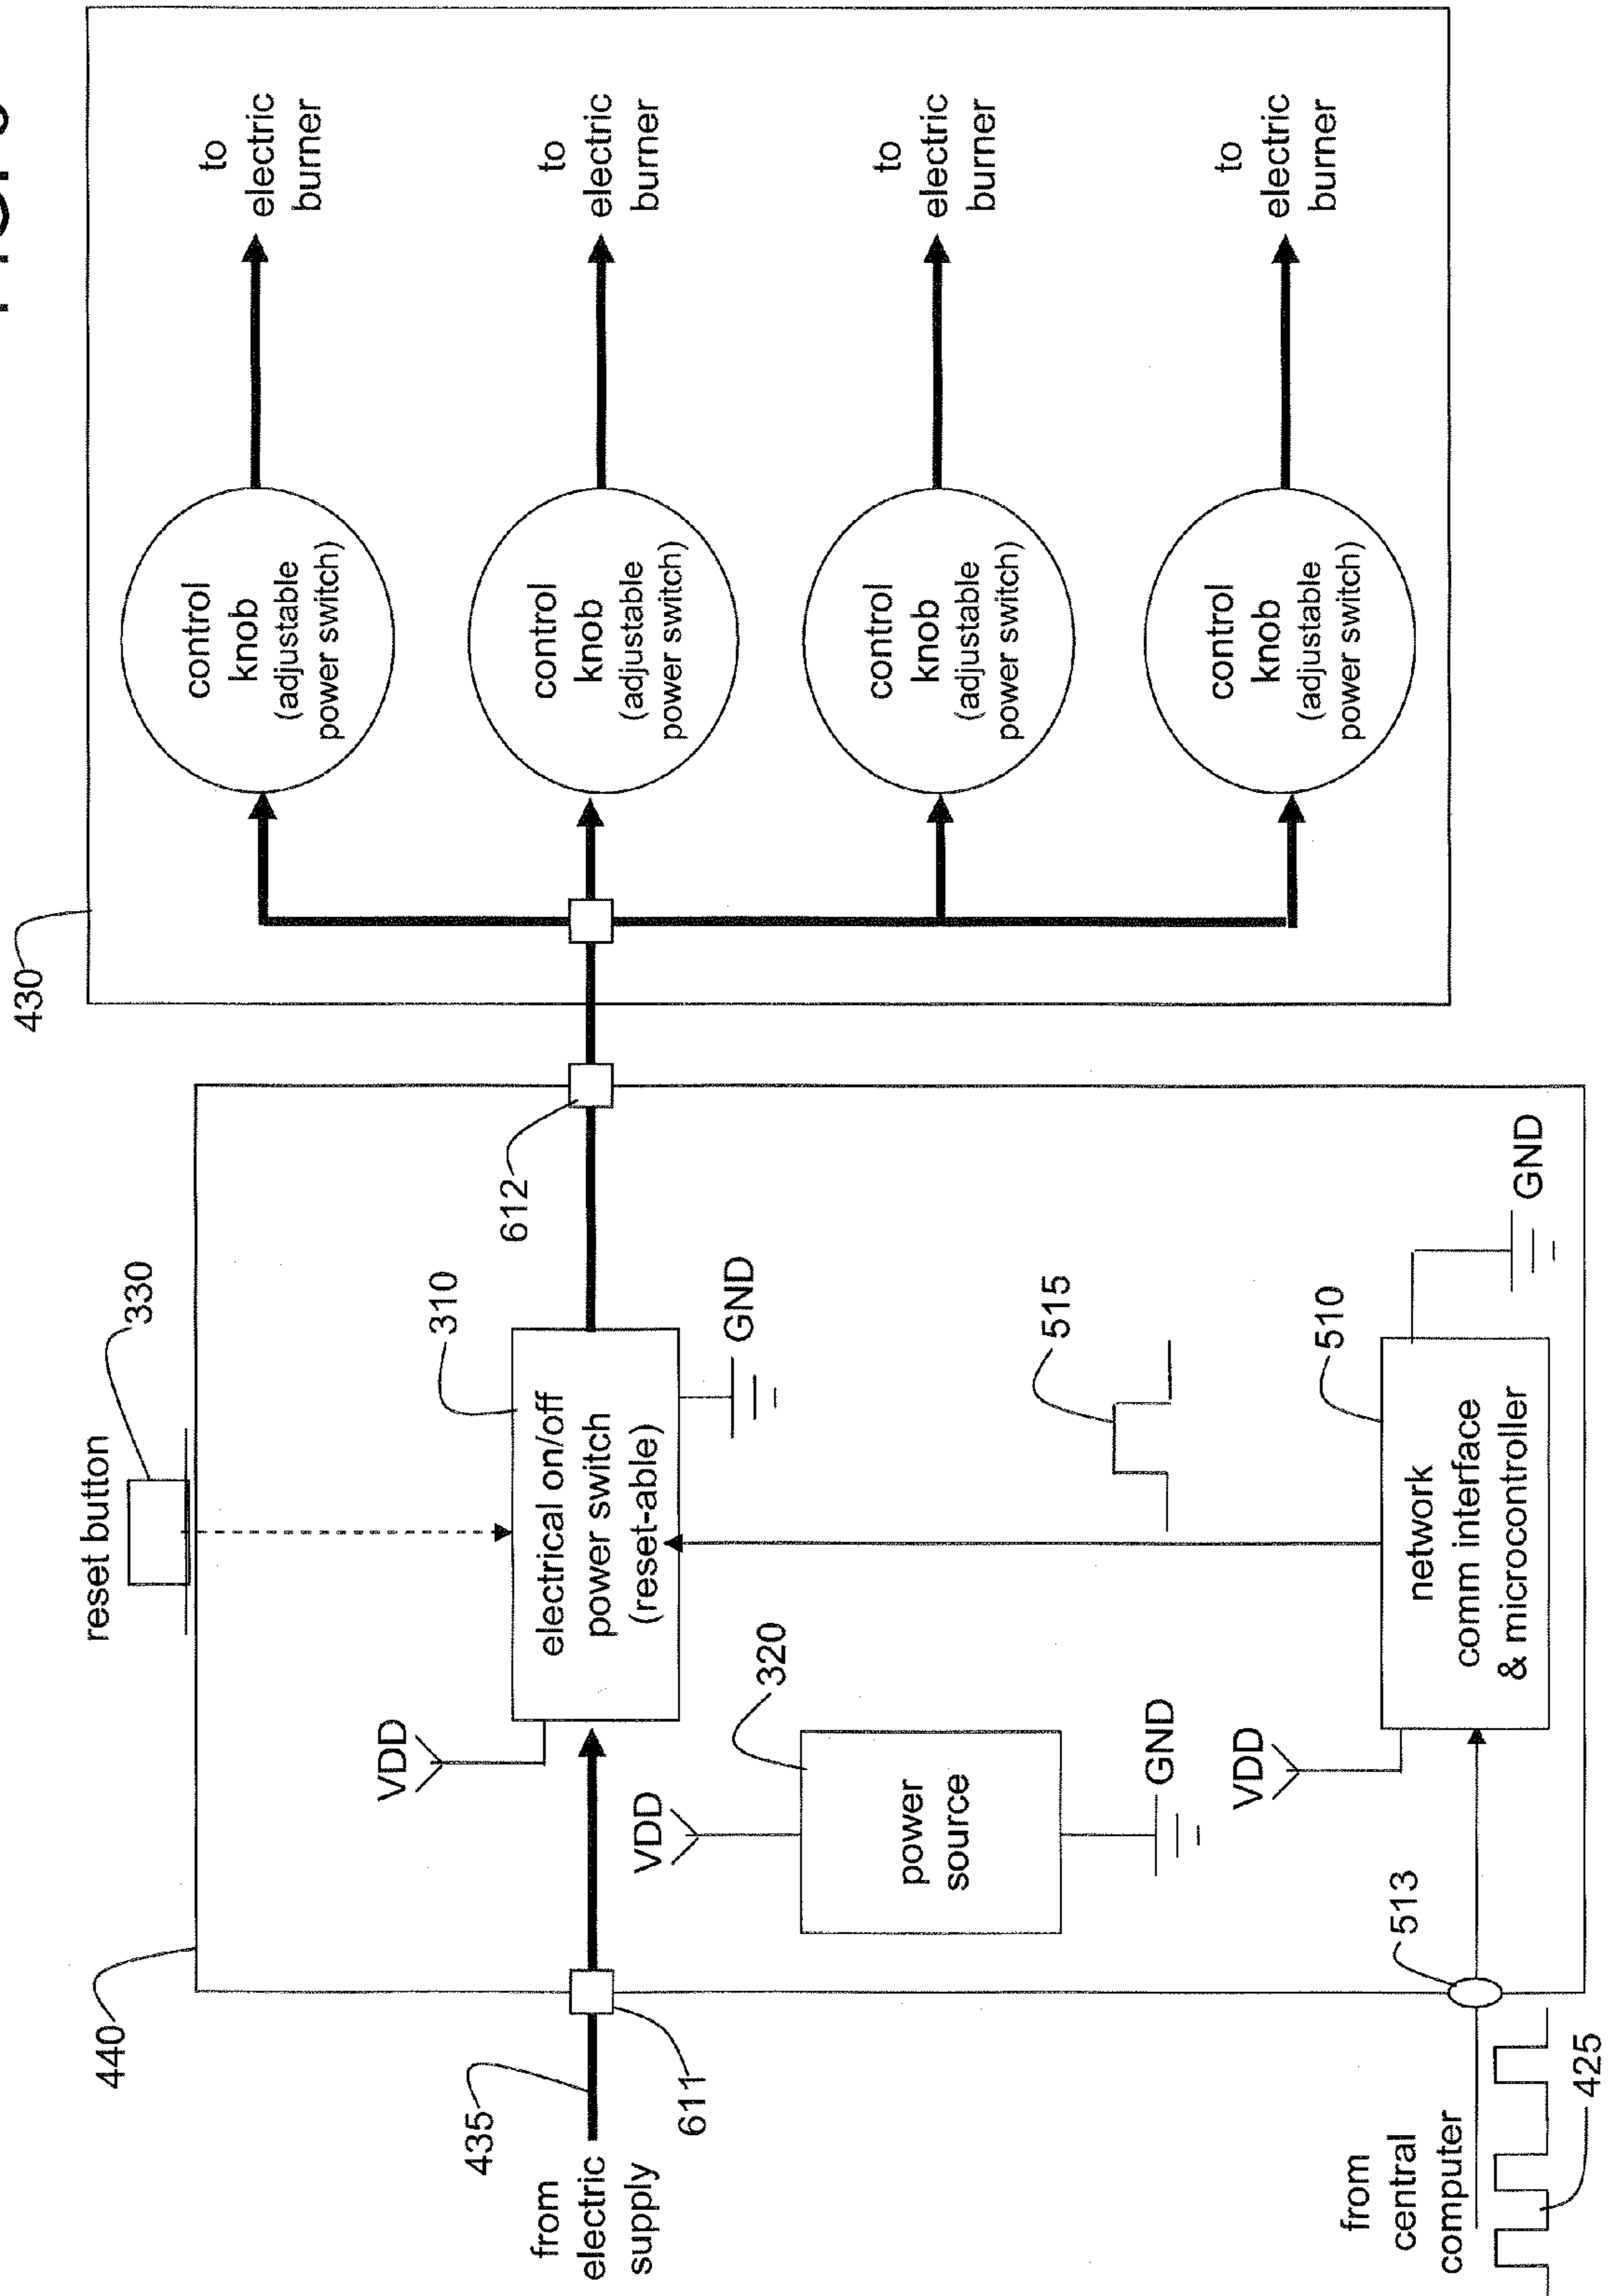 440
reset button
330
430
435
from
electric
supply
611
VDD
electrical on/off
power switch
(reset-able)
310
GND
612
VDD
power
source
320
GND
515
from
central
computer
425
513
VDD
network
comm interface
& microcontroller
510
GND
control
knob
(adjustable
power switch)
to
electric
burner
control
knob
(adjustable
power switch)
to
electric
burner
control
knob
(adjustable
power switch)
to
electric
burner
control
knob
(adjustable
power switch)
to
electric
burner